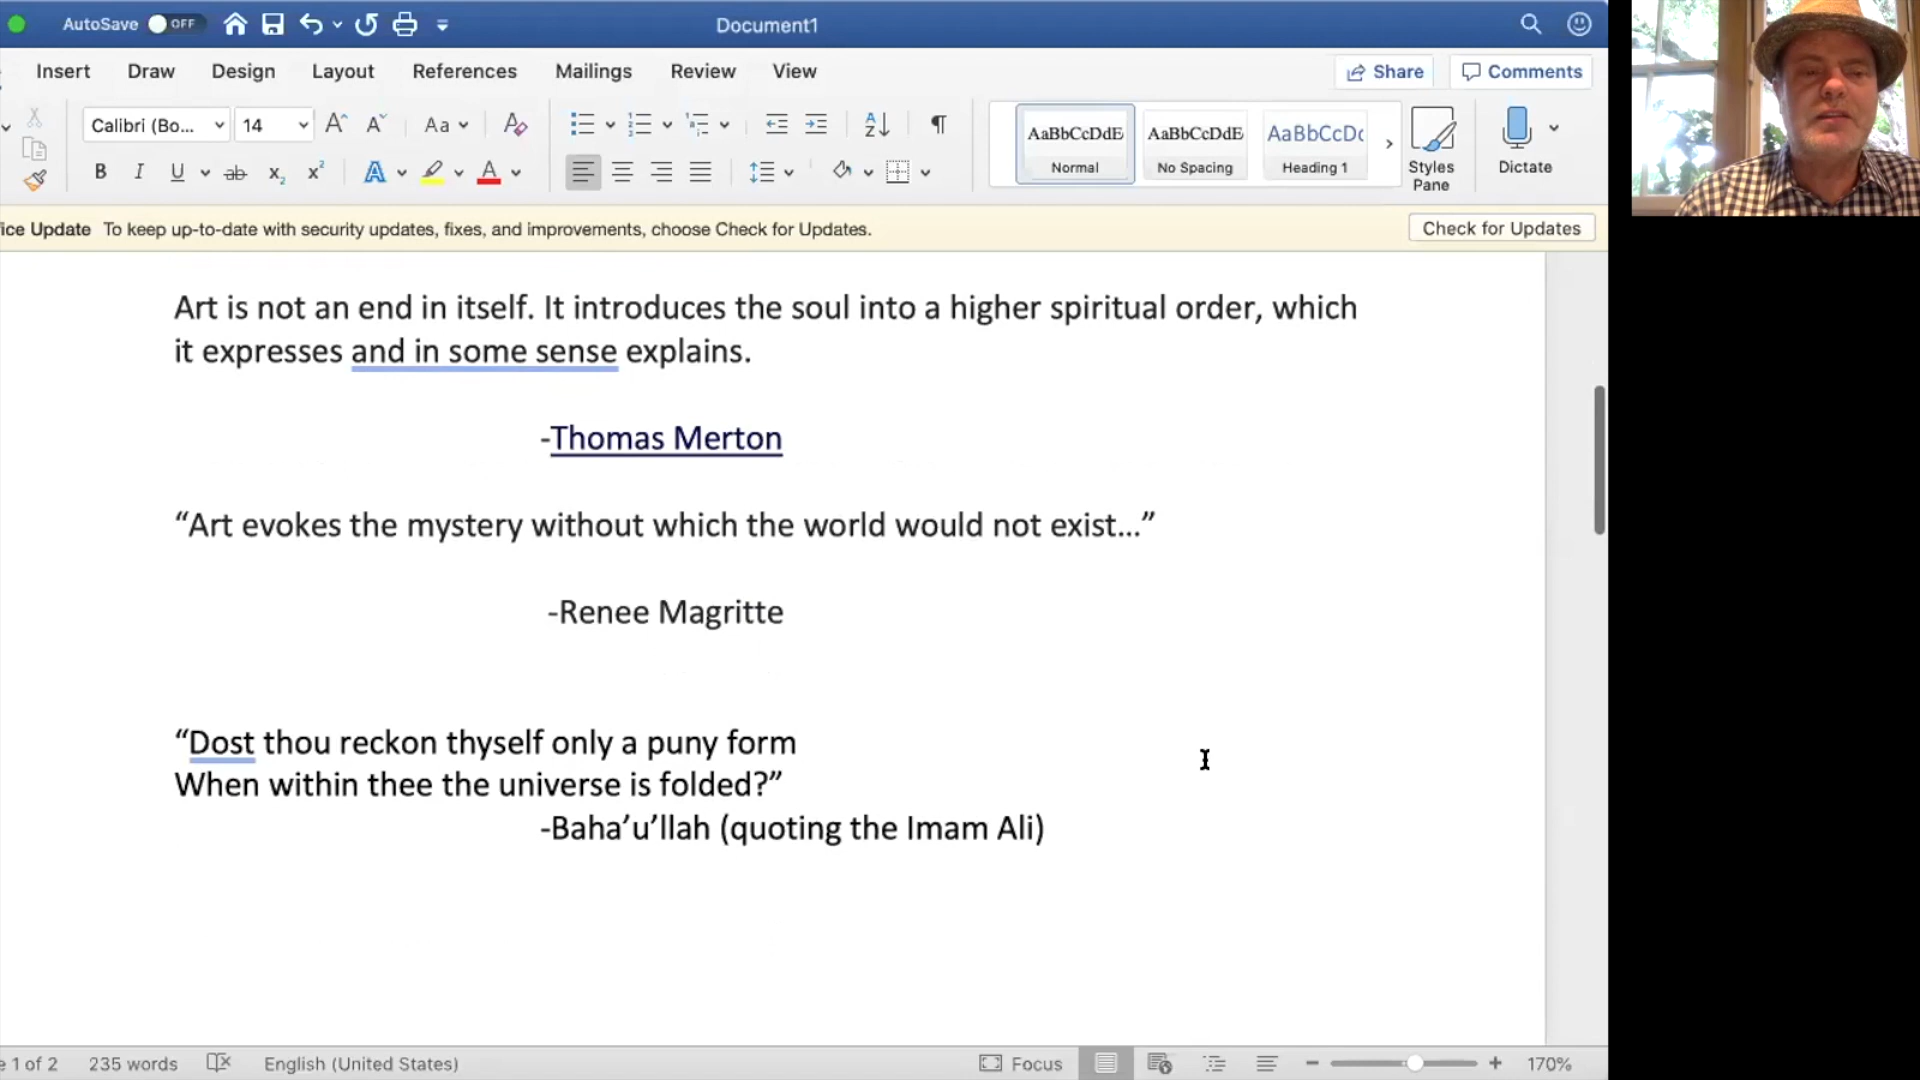 AutoSave OFF Document1
Insert Draw Design Layout References Mailings Review View Share Comments
Calibri (Bo... 14 A A Aa A AaBbCcDdE AaBbCcDdE AaBbCcDc
B I U ab x2 x2 A A Normal No Spacing Heading 1 Styles Pane Dictate
ice Update To keep up-to-date with security updates, fixes, and improvements, choose Check for Updates. Check for Updates
Art is not an end in itself. It introduces the soul into a higher spiritual order, which
it expresses and in some sense explains.
-Thomas Merton
“Art evokes the mystery without which the world would not exist...”
-Renee Magritte
“Dost thou reckon thyself only a puny form
When within thee the universe is folded?”
-Baha’u’llah (quoting the Imam Ali)
e 1 of 2 235 words English (United States) Focus 170%